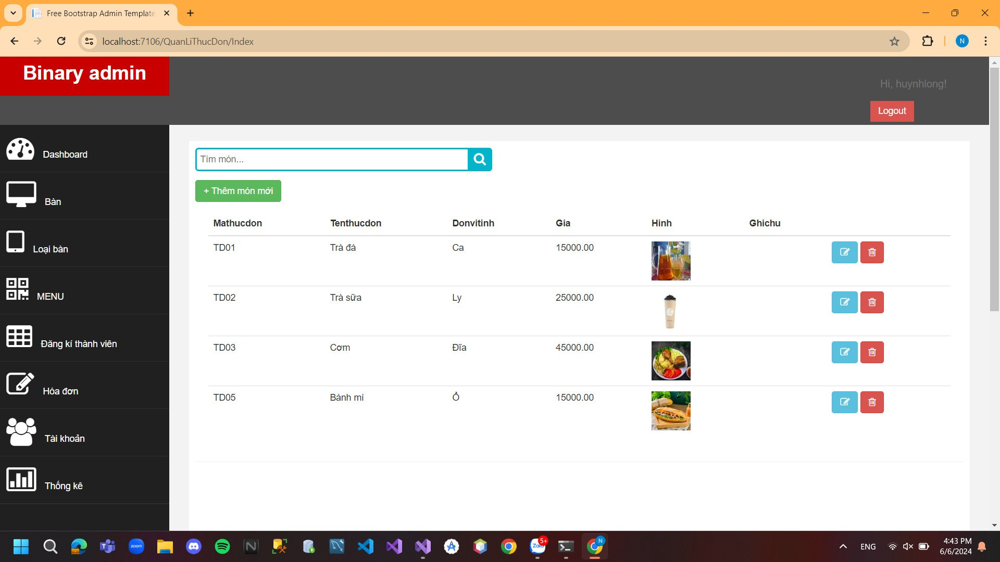 Free Bootstrap Admin Template
localhost:7106/QuanLiThucDon/Index
N
Binary admin
Hi, huynhlong!
Logout
Dashboard
Bàn
Loại bàn
MENU
Đăng kí thành viên
Hóa đơn
Tài khoản
Thống kê
Tìm món...
+ Thêm món mới
Mathucdon Tenthucdon Donvitinh Gia Hinh Ghichu
TD01 Trà đá Ca 15000.00
TD02 Trà sữa Ly 25000.00
TD03 Cơm Đĩa 45000.00
TD05 Bánh mì Ổ 15000.00
zoom
Zalo
5+
N
ENG
4:43 PM
6/6/2024